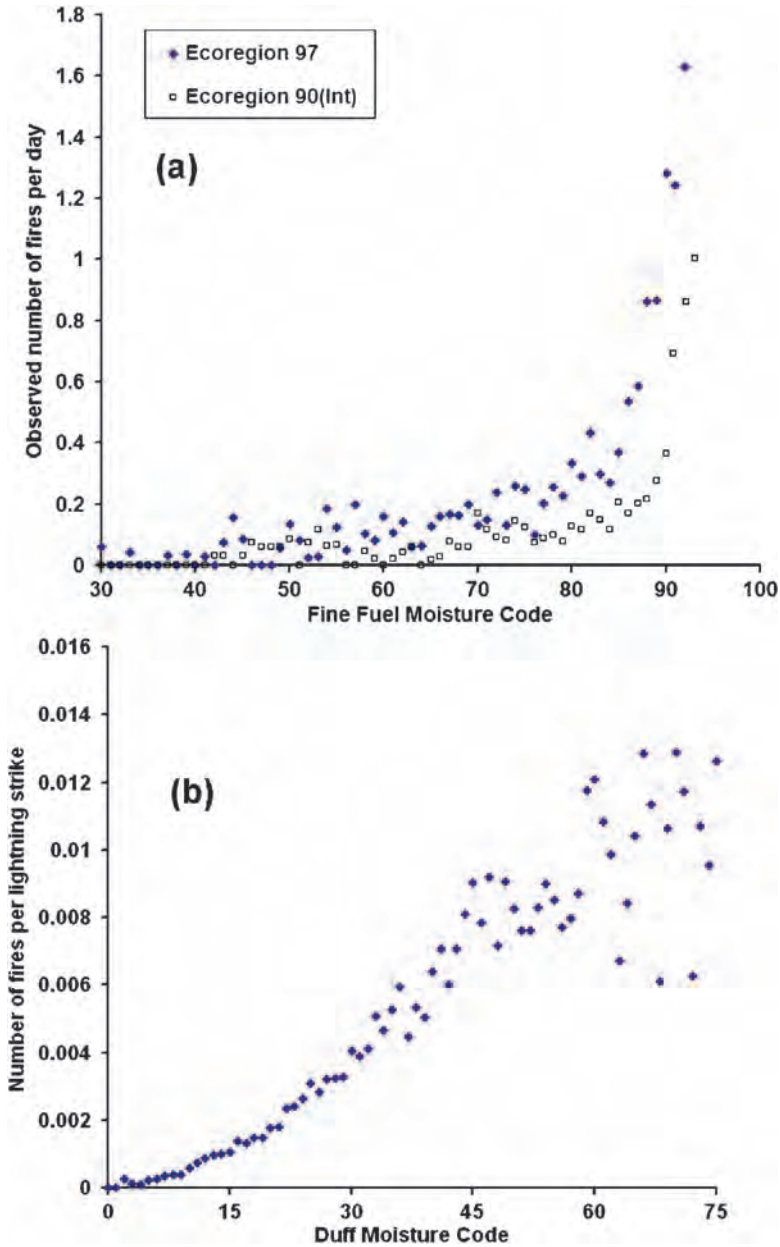 1.8
1.6
1.4
1.2
1
0.8
0.6
0.4
0.2
0
Observed number of fires per day
Ecoregion 97
Ecoregion 90(Int)
(a)
30 40 50 60 70 80 90 100
Fine Fuel Moisture Code
0.016
0.014
0.012
0.01
0.008
0.006
0.004
0.002
0
Number of fires per lightning strike
(b)
0 15 30 45 60 75
Duff Moisture Code